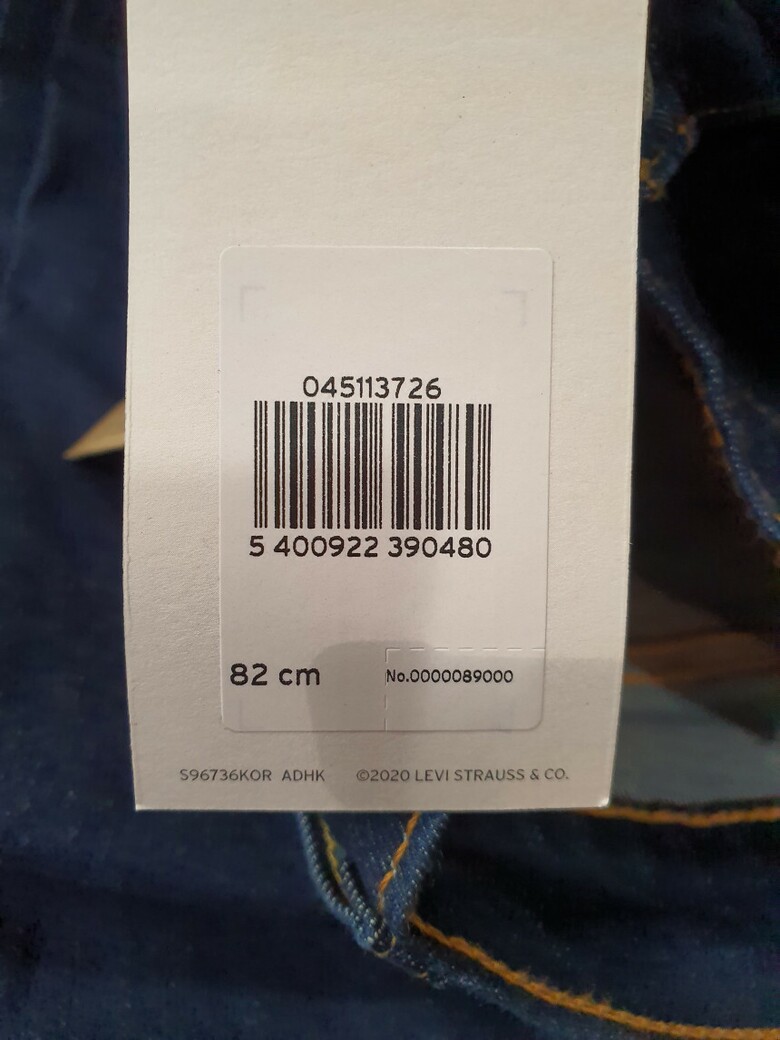 045113726
5 400922 390480
82 cm
No.0000089000
S96736KOR ADHK ©2020 LEVI STRAUSS & CO.